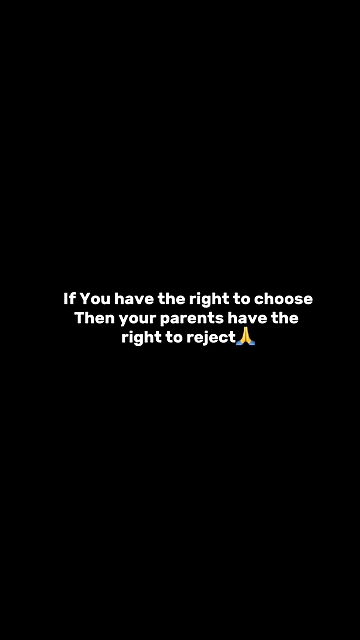 If You have the right to choose
Then your parents have the
right to reject🙏